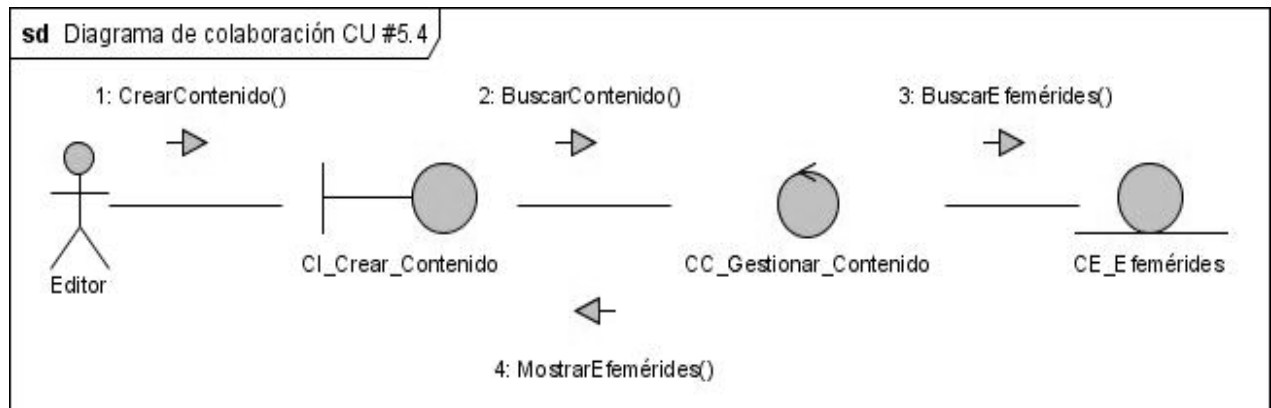 sd Diagrama de colaboración CU #5.4
1: CrearContenido()
2: BuscarContenido()
3: BuscarEfemérides()
Editor
CI_Crear_Contenido
CC_Gestionar_Contenido
CE_Efemérides
4: MostrarEfemérides()